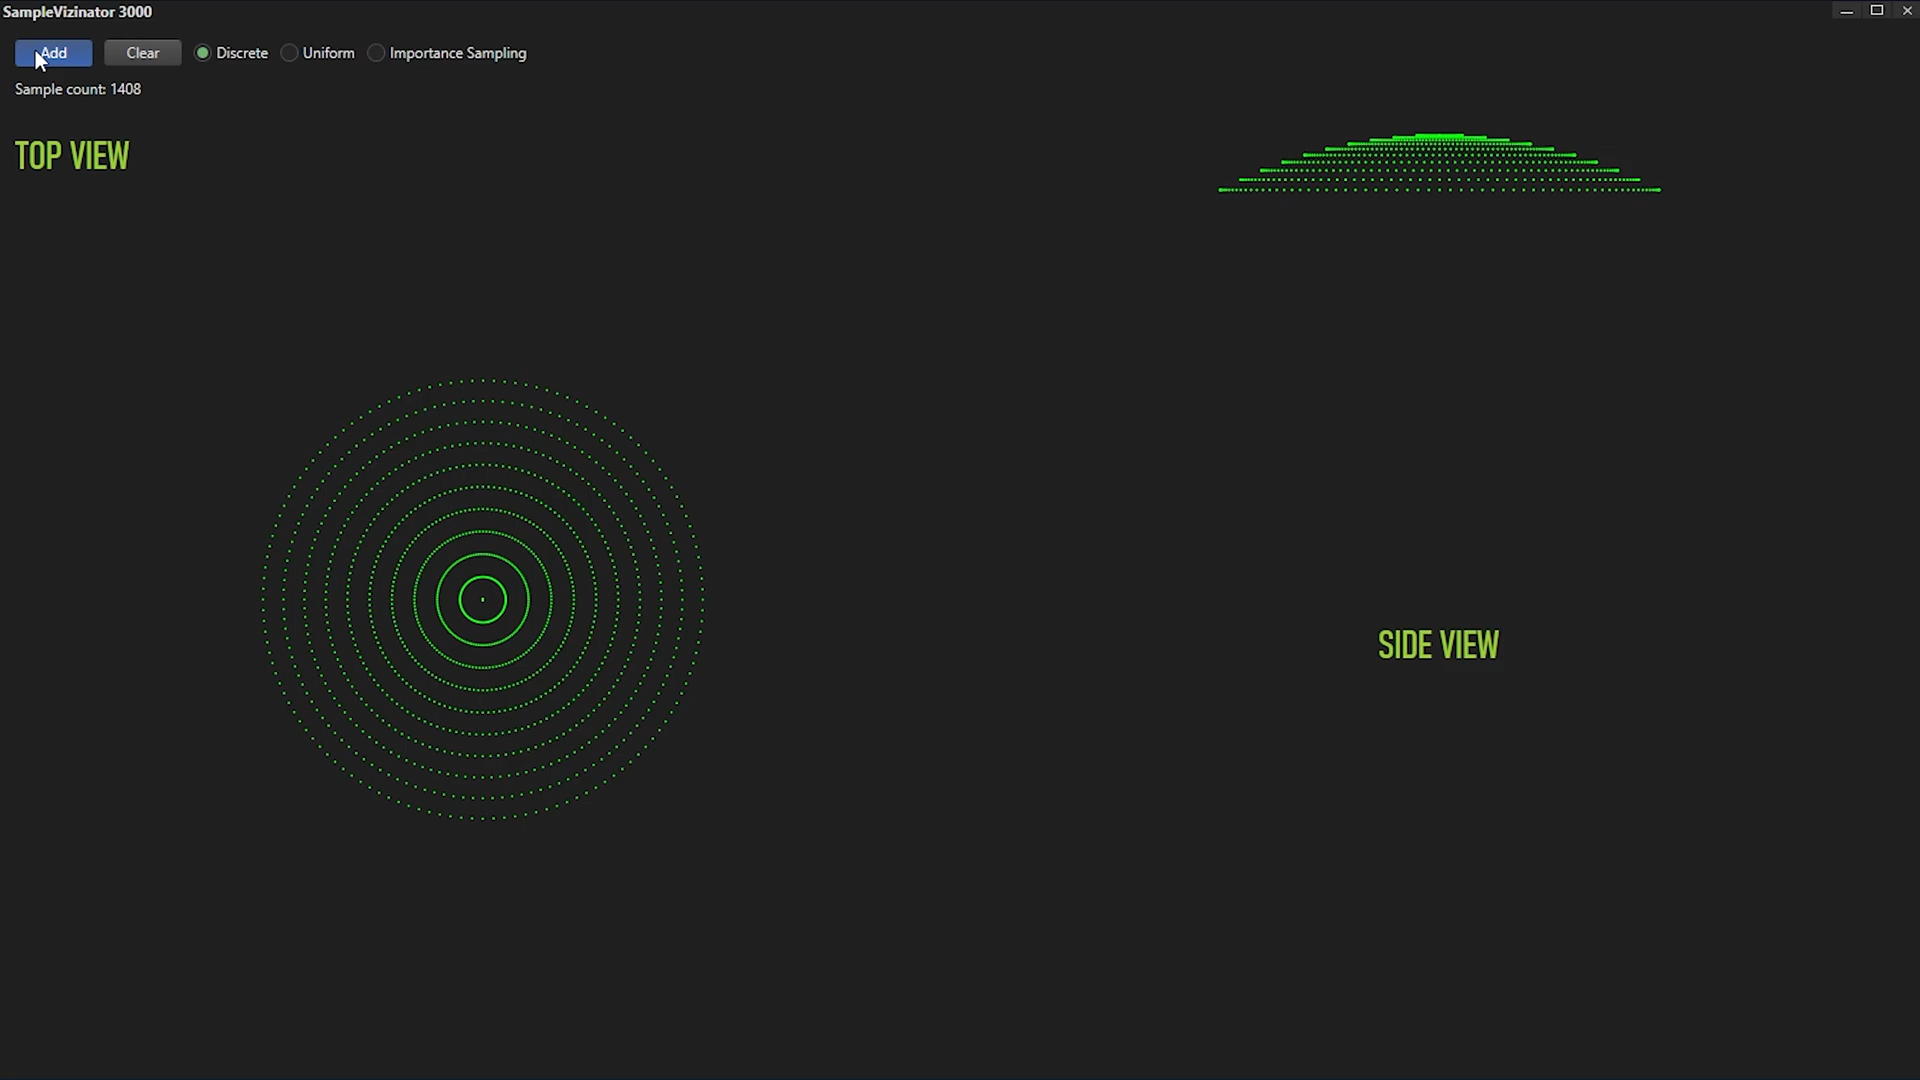 SampleVizinator 3000
Add Clear Discrete Uniform Importance Sampling
Sample count: 1408
TOP VIEW
SIDE VIEW